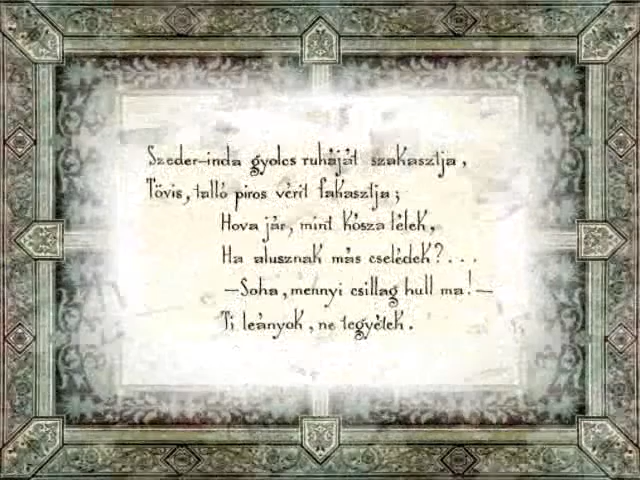 Szeder-inda gyolcs ruháját szakasztja,
Tövis, talló piros vérit fakasztja;
Hova jár, mint kósza lélek,
Ha alusznak más cselédek?...
—Soha, mennyi csillag hull ma!—
Ti leányok, ne tegyétek.